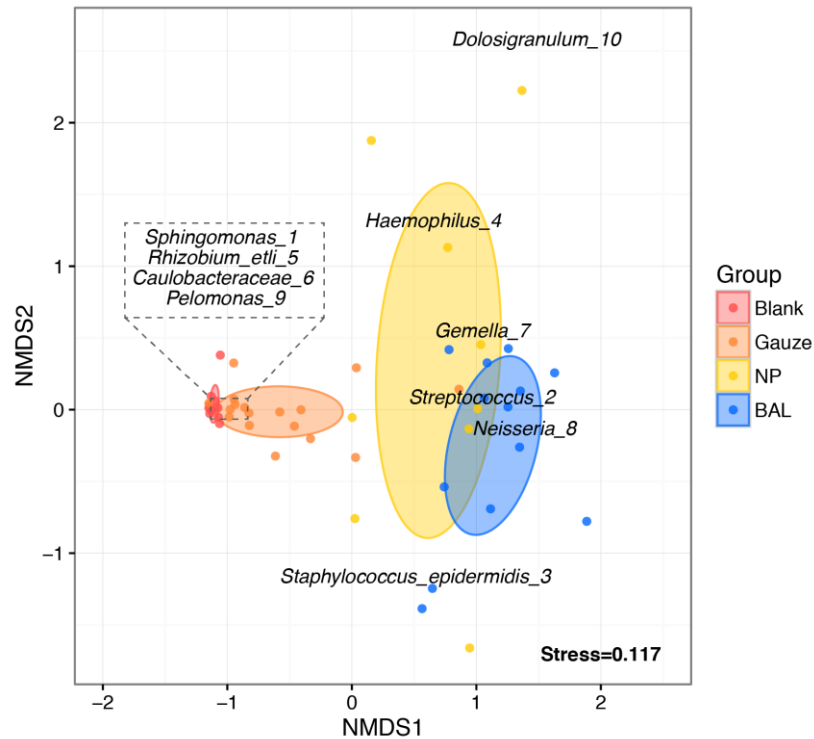 Dolosigranulum_10
2
Haemophilus_4
Sphingomonas_1
Rhizobium_etli_5
Caulobacteraceae_6
Pelomonas_9
1
Group
Blank
Gauze
NP
BAL
NMDS2
Gemella_7
Streptococcus_2
0
Neisseria_8
−1
Staphylococcus_epidermidis_3
Stress=0.117
−2
−1
0
1
2
NMDS1